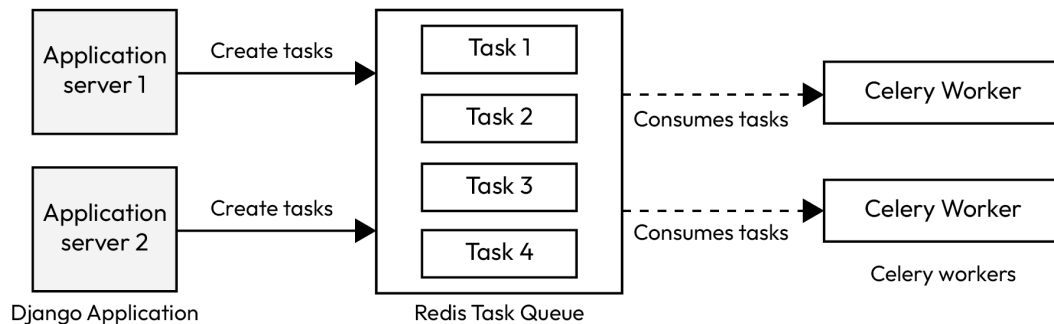 Application
server 1
Create tasks
Task 1
Task 2
Consumes tasks
Celery Worker
Application
server 2
Create tasks
Task 3
Task 4
Consumes tasks
Celery Worker
Celery workers
Django Application
Redis Task Queue